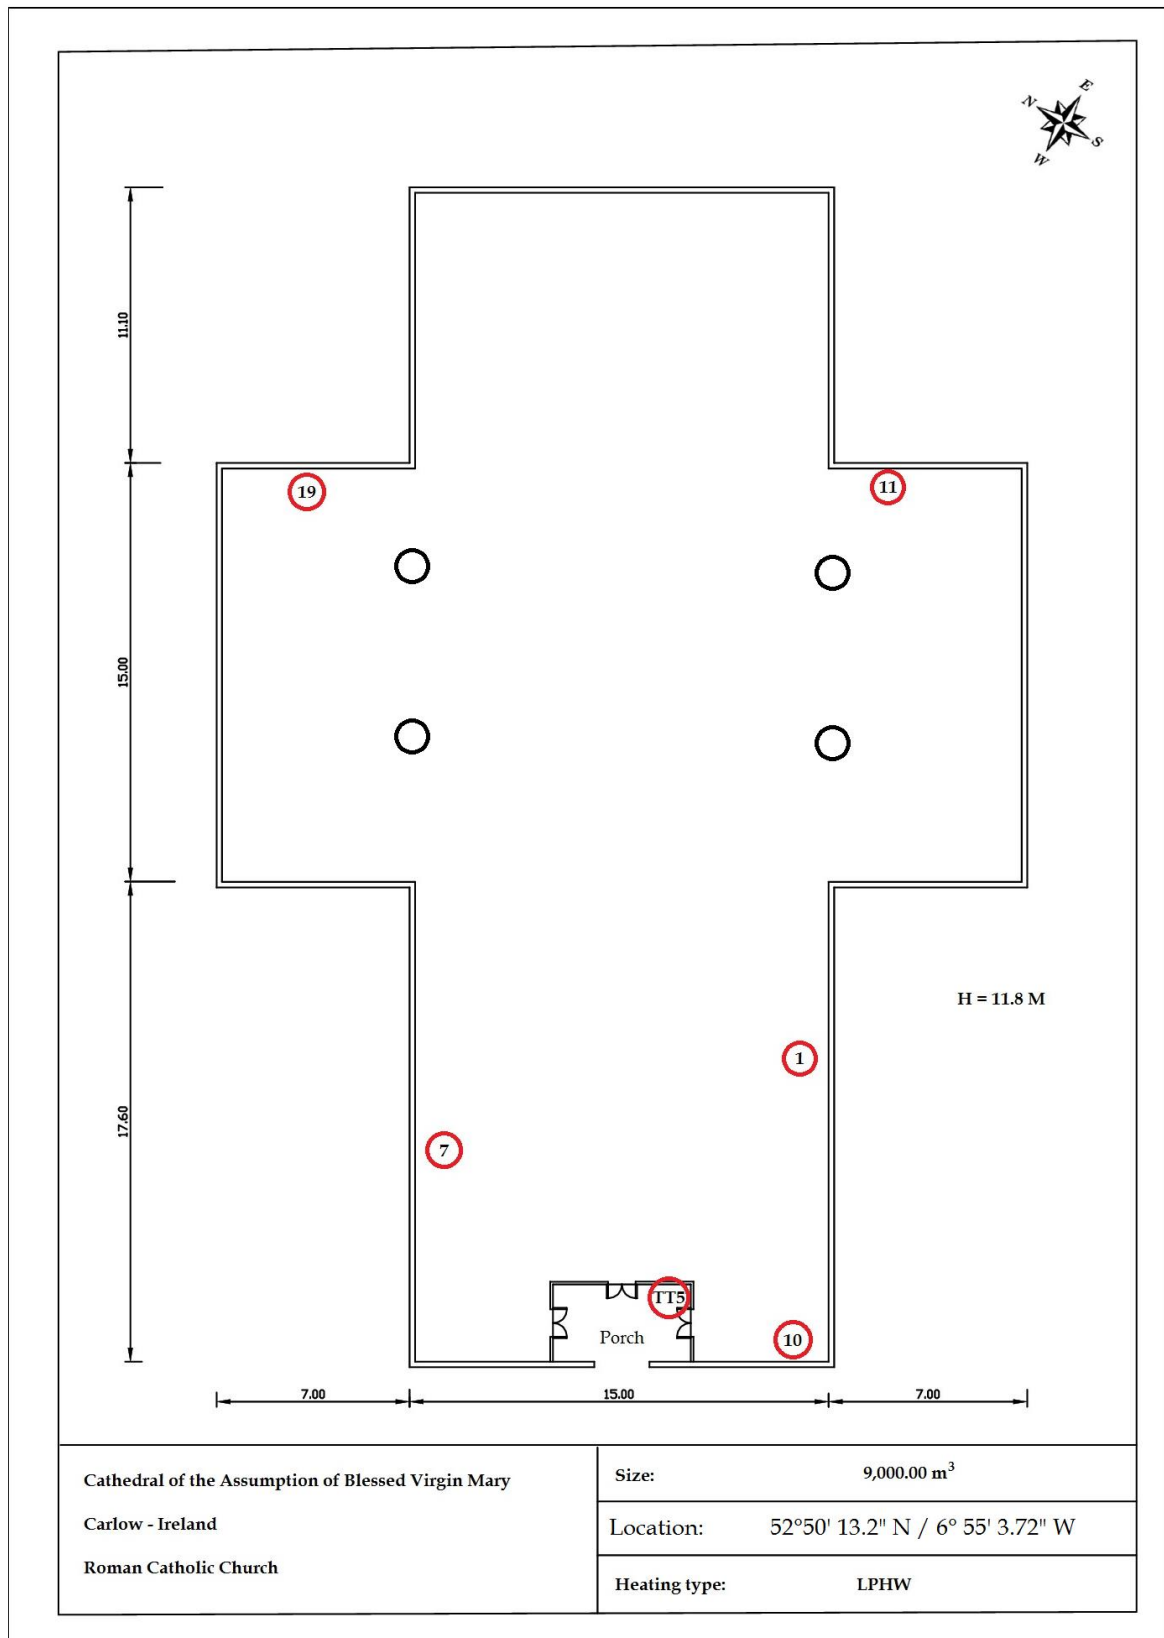 E
N
S
W
11.10
19
11
15.00
H = 11.8 M
1
17.60
7
TT5
Porch
10
7.00 15.00 7.00
Cathedral of the Assumption of Blessed Virgin Mary
Carlow - Ireland
Roman Catholic Church
Size: 9,000.00 m³
Location: 52°50' 13.2" N / 6° 55' 3.72" W
Heating type: LPHW